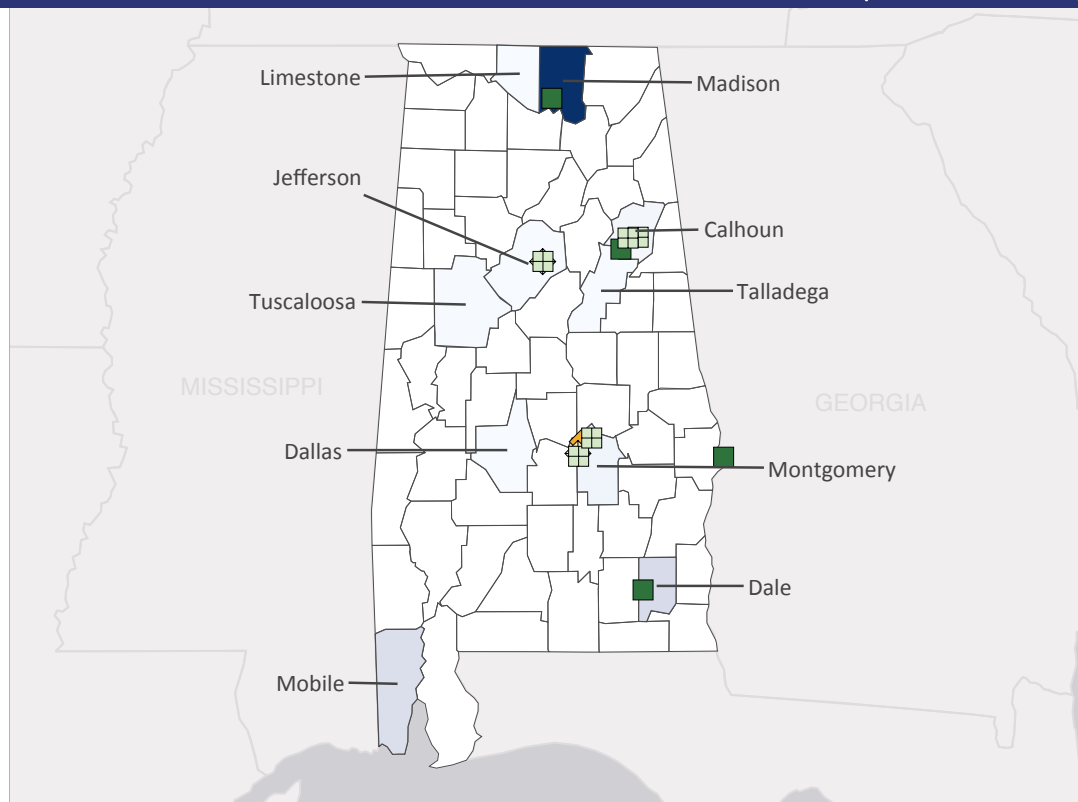 Limestone
Madison
Jefferson
Calhoun
Tuscaloosa
Talladega
MISSISSIPPI
GEORGIA
Dallas
Montgomery
Dale
Mobile